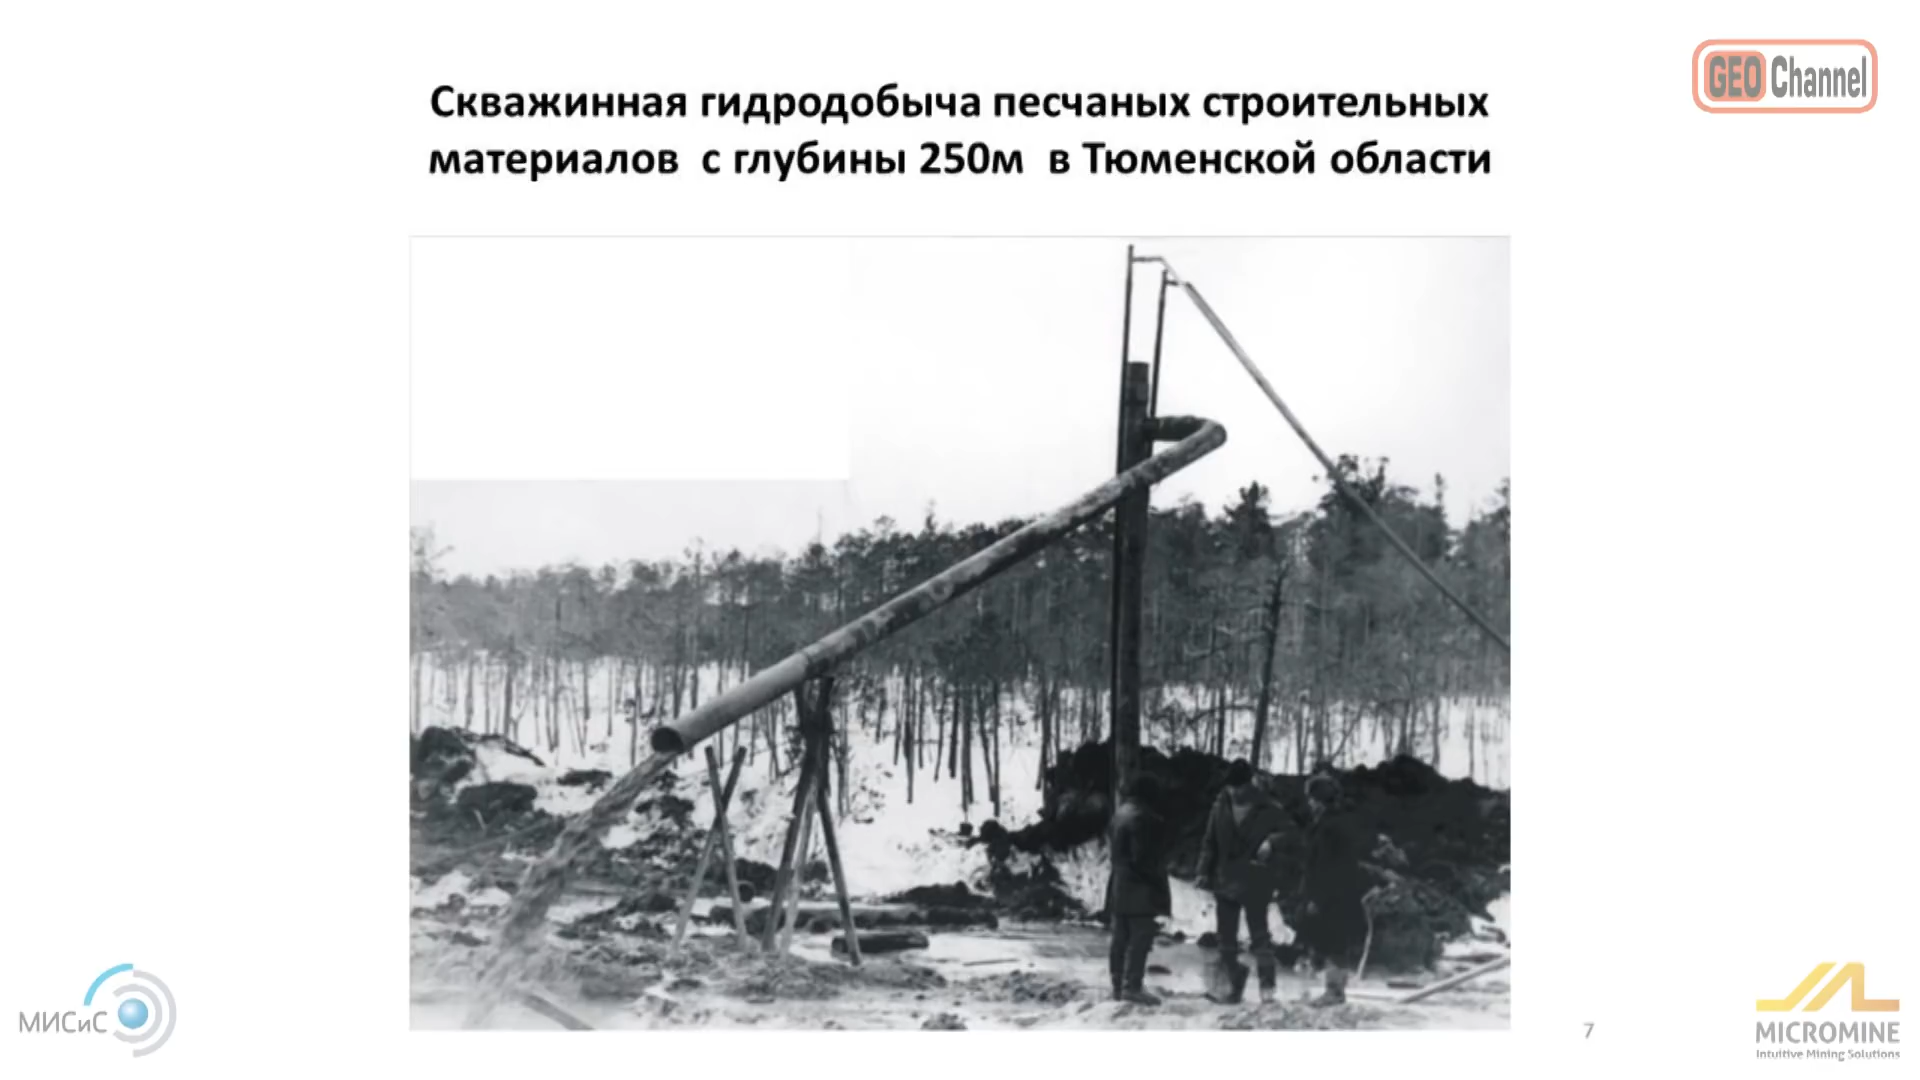 GEO Channel
Скважинная гидродобыча песчаных строительных
материалов с глубины 250м в Тюменской области
МИСиС
7
MICROMINE
Intuitive Mining Solutions